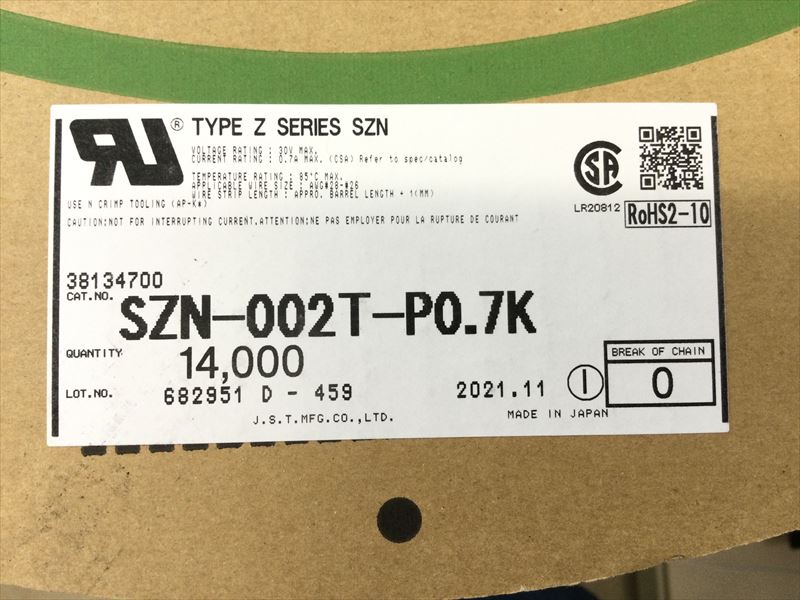 ® TYPE Z SERIES SZN
VOLTAGE RATING : 30V MAX.
CURRENT RATING : 0.7A MAX. (CSA) Refer to spec/catalog
TEMPERATURE RATING : 85°C MAX.
APPLICABLE WIRE SIZE : AWG#28-#26
WIRE STRIP LENGTH : APPRO. BARREL LENGTH + 1(MM)
USE N CRIMP TOOLING (AP-K*)
CAUTION:NOT FOR INTERRUPTING CURRENT.ATTENTION:NE PAS EMPLOYER POUR LA RUPTURE DE COURANT
SA
LR20812
RoHS2-10
38134700
CAT.NO. SZN-002T-P0.7K
QUANTITY 14,000
LOT.NO. 682951 D - 459 2021.11 1
BREAK OF CHAIN
0
J.S.T.MFG.CO.,LTD.
MADE IN JAPAN